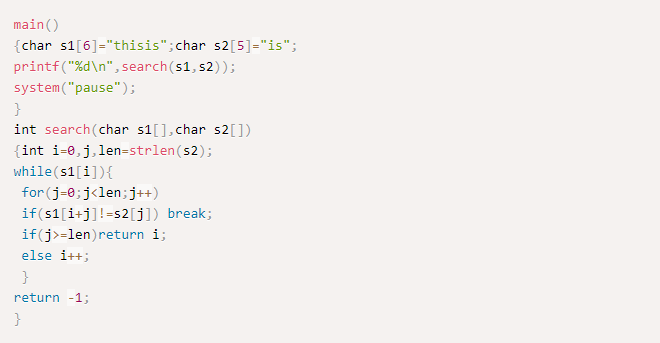 main()
{char s1[6]="thisis";char s2[5]="is";
printf("%d\n",search(s1,s2));
system("pause");
}
int search(char s1[],char s2[])
{int i=0,j,len=strlen(s2);
while(s1[i]){
 for(j=0;j<len;j++)
 if(s1[i+j]!=s2[j]) break;
 if(j>=len)return i;
 else i++;
 }
return -1;
}